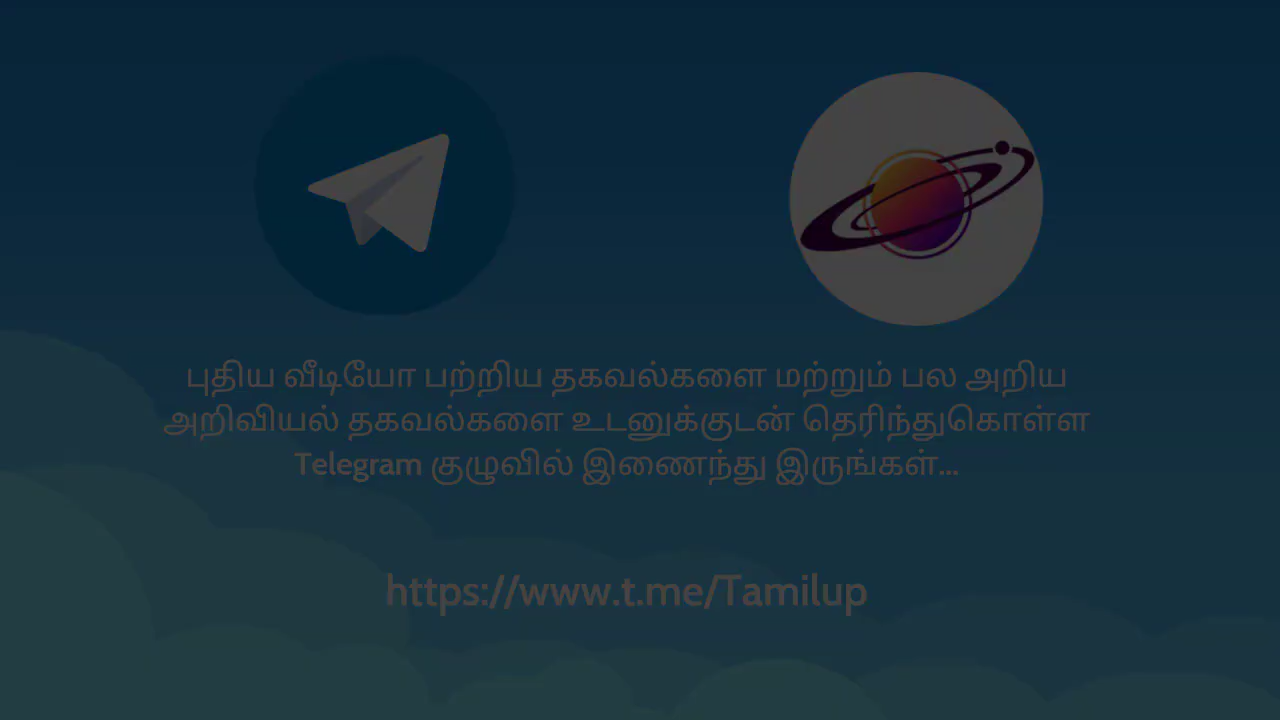 புதிய வீடியோ பற்றிய தகவல்களை மற்றும் பல அறிய
அறிவியல் தகவல்களை உடனுக்குடன் தெரிந்துகொள்ள
Telegram குழுவில் இணைந்து இருங்கள்...
https://www.t.me/Tamilup